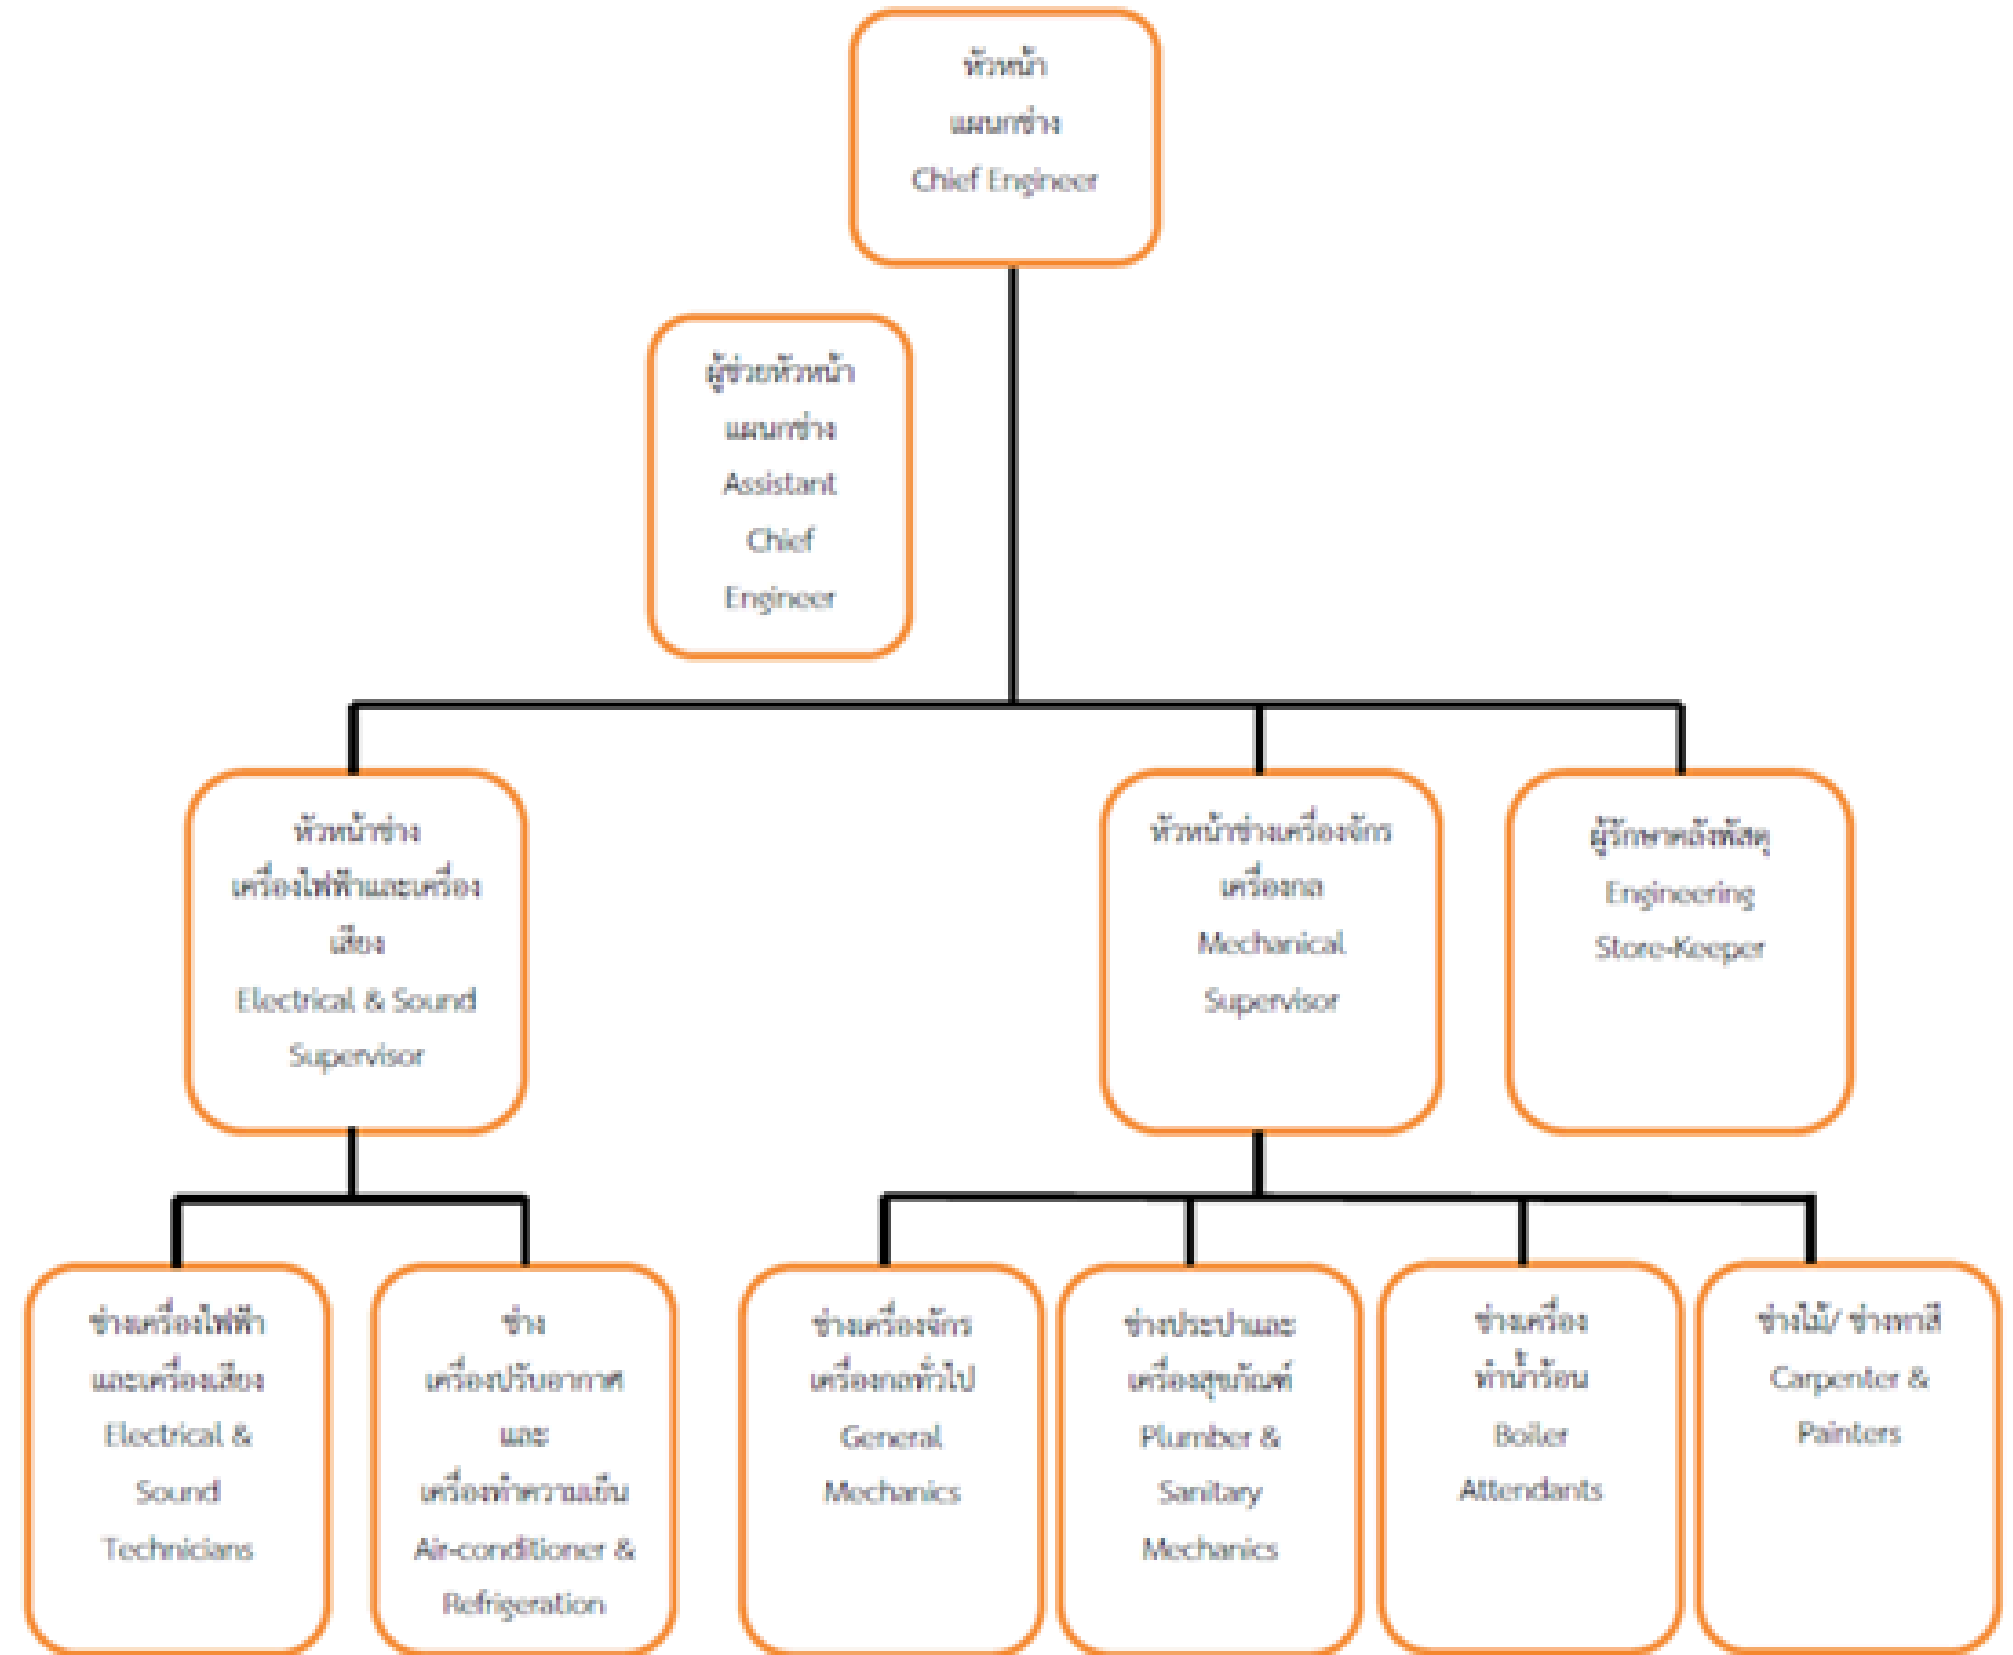 หัวหน้า
แผนกช่าง
Chief Engineer
ผู้ช่วยหัวหน้า
แผนกช่าง
Assistant
Chief
Engineer
หัวหน้าช่าง
เครื่องไฟฟ้าและเครื่อง
เสียง
Electrical & Sound
Supervisor
หัวหน้าช่างเครื่องจักร
เครื่องกล
Mechanical
Supervisor
ผู้รักษาคลังพัสดุ
Engineering
Store-Keeper
ช่างเครื่องไฟฟ้า
และเครื่องเสียง
Electrical &
Sound
Technicians
ช่าง
เครื่องปรับอากาศ
และ
เครื่องทำความเย็น
Air-conditioner &
Refrigeration
ช่างเครื่องจักร
เครื่องกลทั่วไป
General
Mechanics
ช่างประปาและ
เครื่องสุขภัณฑ์
Plumber &
Sanitary
Mechanics
ช่างเครื่อง
ทำน้ำร้อน
Boiler
Attendants
ช่างไม้/ ช่างทาสี
Carpenter &
Painters